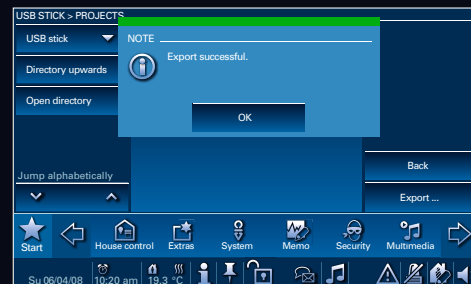 USB STICK > PROJECTS
USB stick
Directory upwards
Open directory
NOTE
Export successful.
OK
Jump alphabetically
Back
Export ...
Start
House control
Extras
System
Memo
Security
Multimedia
Su 06/04/08
10:20 am
19.3 °C